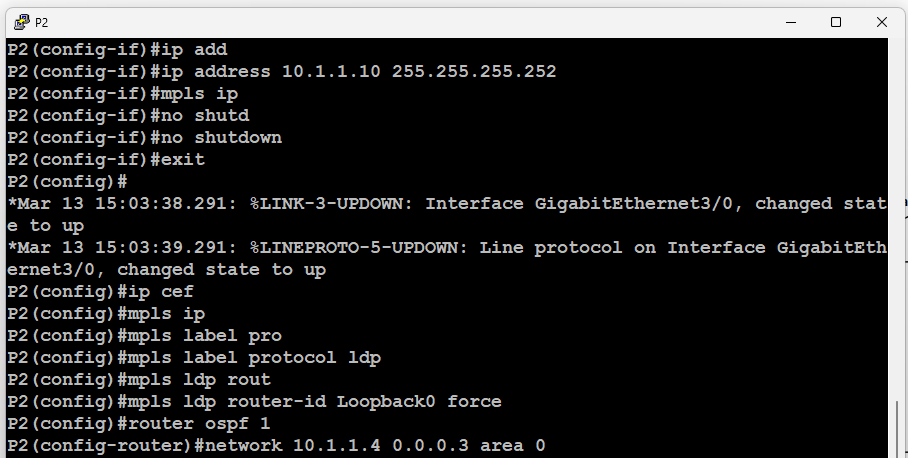 P2
P2(config-if)#ip add
P2(config-if)#ip address 10.1.1.10 255.255.255.252
P2(config-if)#mpls ip
P2(config-if)#no shutd
P2(config-if)#no shutdown
P2(config-if)#exit
P2(config)#
*Mar 13 15:03:38.291: %LINK-3-UPDOWN: Interface GigabitEthernet3/0, changed stat
e to up
*Mar 13 15:03:39.291: %LINEPROTO-5-UPDOWN: Line protocol on Interface GigabitEth
ernet3/0, changed state to up
P2(config)#ip cef
P2(config)#mpls ip
P2(config)#mpls label pro
P2(config)#mpls label protocol ldp
P2(config)#mpls ldp rout
P2(config)#mpls ldp router-id Loopback0 force
P2(config)#router ospf 1
P2(config-router)#network 10.1.1.4 0.0.0.3 area 0